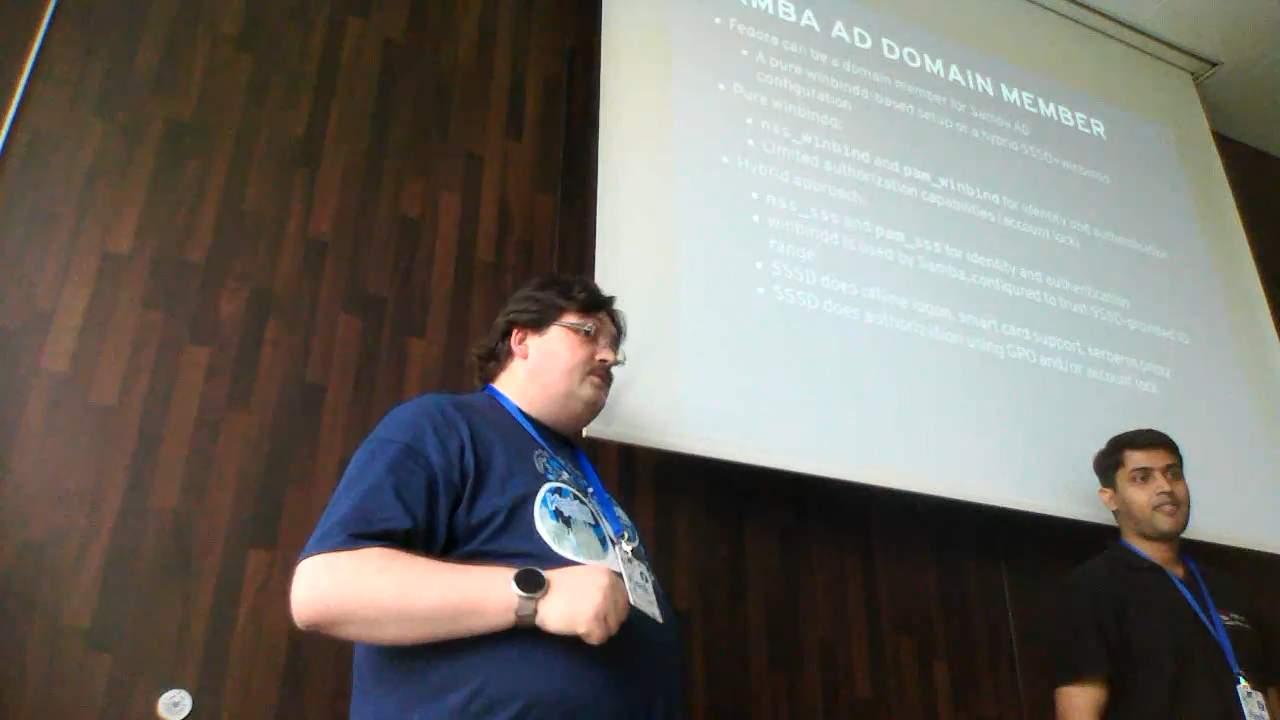 MBA AD DOMAIN MEMBER
• Fedora can be a domain member for Samba AD
• A pure winbindd-based setup or a hybrid SSSD+winbindd
configuration
• Pure winbindd:
• nss_winbind and pam_winbind for identity and authentication
• Limited authorization capabilities (account lock)
• Hybrid approach:
• nss_sss and pam_sss for identity and authentication
• winbindd is used by Samba, configured to trust SSSD-provided ID
range
• SSSD does offline logon, smart card support, kerberos proxy
• SSSD does authorization using GPO and/or account lock